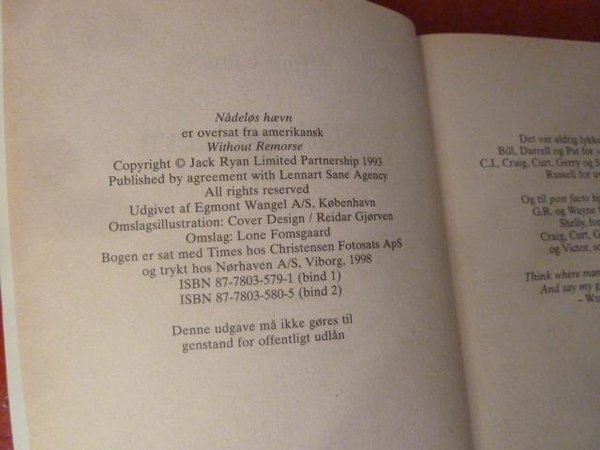 Nådeløs hævn
er oversat fra amerikansk
Without Remorse
Copyright © Jack Ryan Limited Partnership 1993
Published by agreement with Lennart Sane Agency
All rights reserved
Udgivet af Egmont Wangel A/S, København
Omslagsillustration: Cover Design / Reidar Gjørven
Omslag: Lone Fomsgaard
Bogen er sat med Times hos Christensen Fotosats ApS
og trykt hos Nørhaven A/S, Viborg, 1998
ISBN 87-7803-579-1 (bind 1)
ISBN 87-7803-580-5 (bind 2)
Denne udgave må ikke gøres til
genstand for offentligt udlån
Det var aldrig lykke
Bill, Darrell og Pat for
C.J., Craig, Curt, Gerry og S
Russell for
Og til post facto
G.R. og Wayne
Shelly, for
Craig, Curt, G
og Victor,
Think where man
And say my g